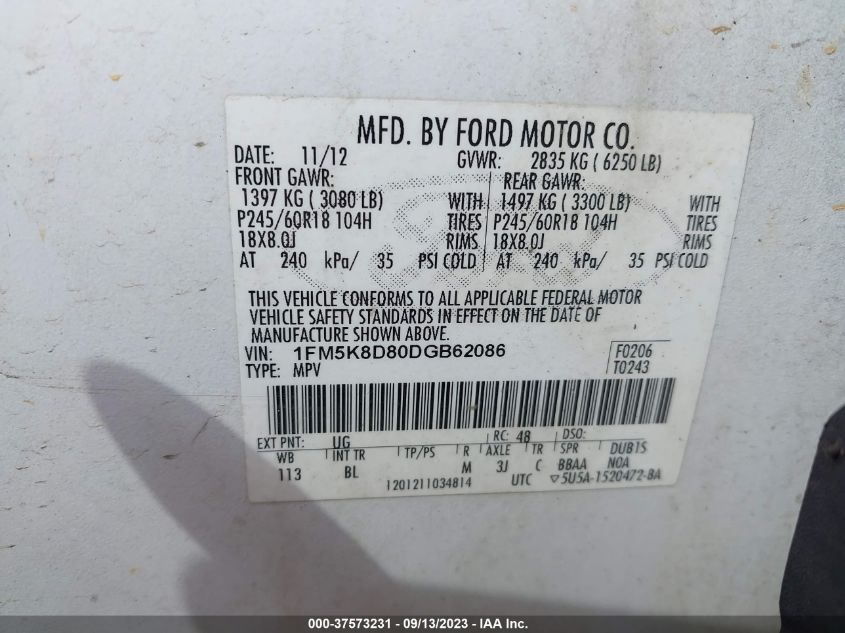 MFD. BY FORD MOTOR CO.
DATE: 11/12 GVWR: 2835 KG ( 6250 LB)
FRONT GAWR: REAR GAWR:
1397 KG ( 3080 LB) WITH 1497 KG ( 3300 LB) WITH
P245/60R18 104H TIRES P245/60R18 104H TIRES
18X8.0J RIMS 18X8.0J RIMS
AT 240 kPa/ 35 PSI COLD AT 240 kPa/ 35 PSI COLD
THIS VEHICLE CONFORMS TO ALL APPLICABLE FEDERAL MOTOR
VEHICLE SAFETY STANDARDS IN EFFECT ON THE DATE OF
MANUFACTURE SHOWN ABOVE.
VIN: 1FM5K8D80DGB62086 F0206
TYPE: MPV T0243
EXT PNT: UG RC: 48 DSO:
WB INT TR TP/PS R AXLE TR SPR DUB1S
113 BL M 3J C BBAA NOA
1201211034814 UTC ▽5U5A-1520472-BA
000-37573231 - 09/13/2023 - IAA Inc.